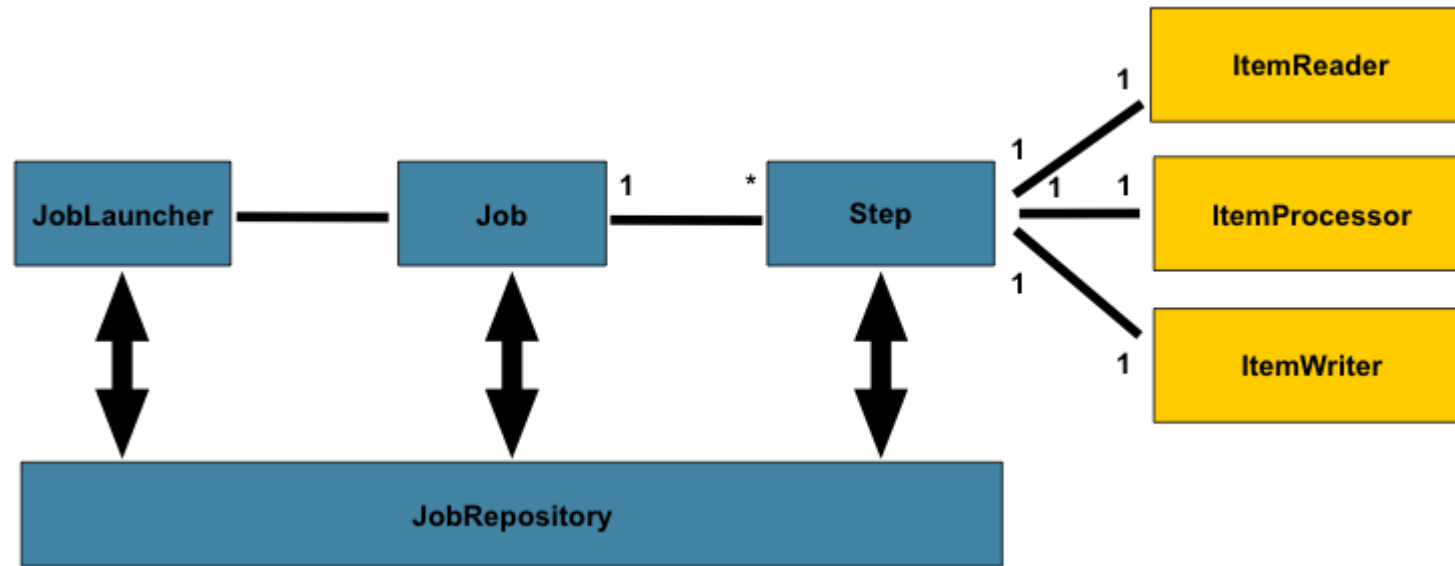 ItemReader
1
1
JobLauncher
Job
1
*
Step
1
1
ItemProcessor
1
1
ItemWriter
JobRepository